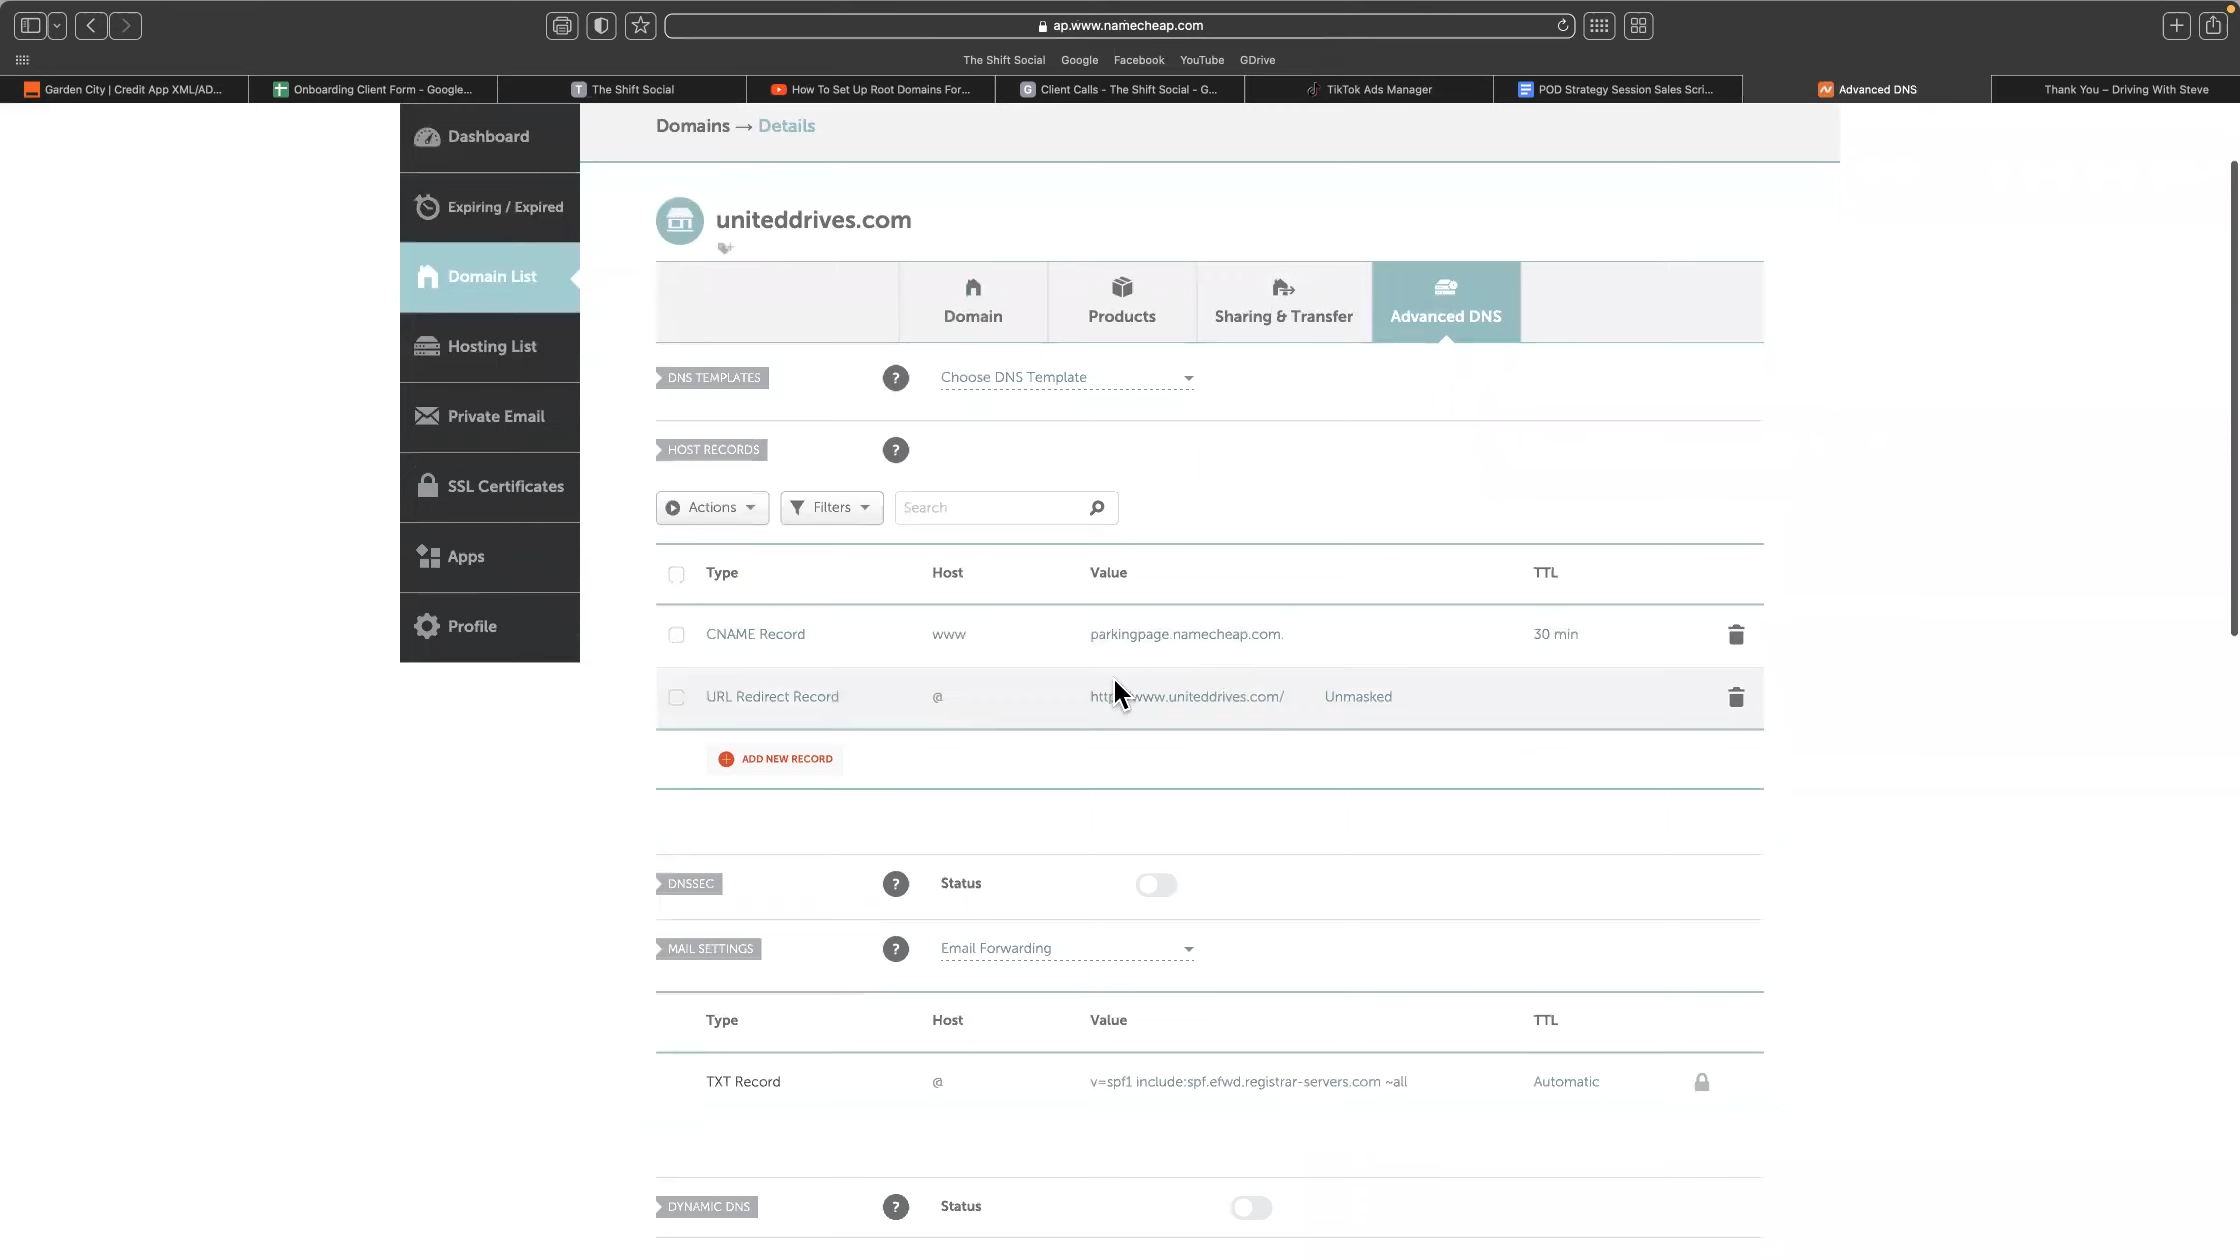 ap.www.namecheap.com
The Shift Social Google Facebook YouTube GDrive
Garden City | Credit App XML/AD...
Onboarding Client Form - Google...
T The Shift Social
How To Set Up Root Domains For...
G Client Calls - The Shift Social - G...
TikTok Ads Manager
POD Strategy Session Sales Scri...
Advanced DNS
Thank You – Driving With Steve
Dashboard
Expiring / Expired
Domain List
Hosting List
Private Email
SSL Certificates
Apps
Profile
Domains → Details
uniteddrives.com
Domain
Products
Sharing & Transfer
Advanced DNS
DNS TEMPLATES ? Choose DNS Template
HOST RECORDS ?
Actions Filters Search
Type Host Value TTL
CNAME Record www parkingpage.namecheap.com. 30 min
URL Redirect Record @ www.uniteddrives.com/ Unmasked
ADD NEW RECORD
DNSSEC ? Status
MAIL SETTINGS ? Email Forwarding
Type Host Value TTL
TXT Record @ v=spf1 include:spf.efwd.registrar-servers.com ~all Automatic
DYNAMIC DNS ? Status